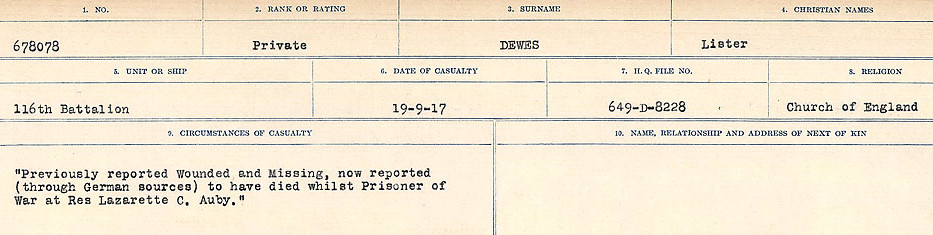 1. NO. 2. RANK OR RATING 3. SURNAME 4. CHRISTIAN NAMES
678078 Private DEWES Lister
5. UNIT OR SHIP 6. DATE OF CASUALTY 7. H.Q. FILE NO. 8. RELIGION
116th Battalion 19-9-17 649-D-8228 Church of England
9. CIRCUMSTANCES OF CASUALTY 10. NAME, RELATIONSHIP AND ADDRESS OF NEXT OF KIN
"Previously reported Wounded and Missing, now reported
(through German sources) to have died whilst Prisoner of
War at Res Lazarette C. Auby."